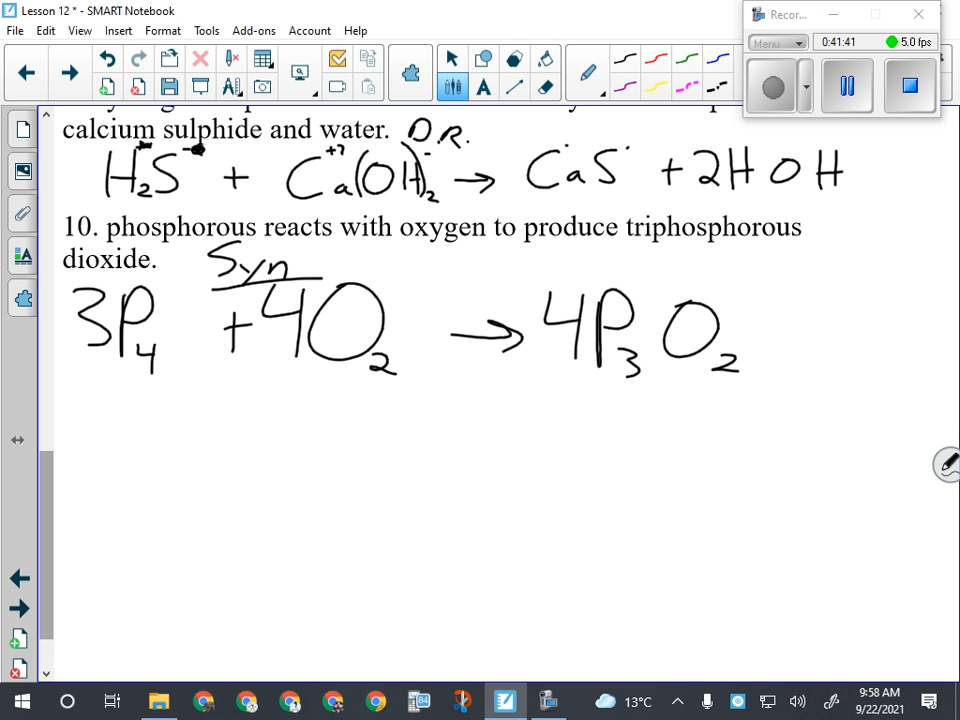 Lesson 12 * - SMART Notebook
File Edit View Insert Format Tools Add-ons Help Account
Recor...
Menu 0:41:41 5.0 fps
calcium sulphide and water. D.R.
H₂S + Ca(OH)₂ → CaS + 2HOH
10. phosphorous reacts with oxygen to produce triphosphorous
dioxide. Syn
3P₄ + 4O₂ → 4P₃O₂
13°C
9:58 AM
9/22/2021